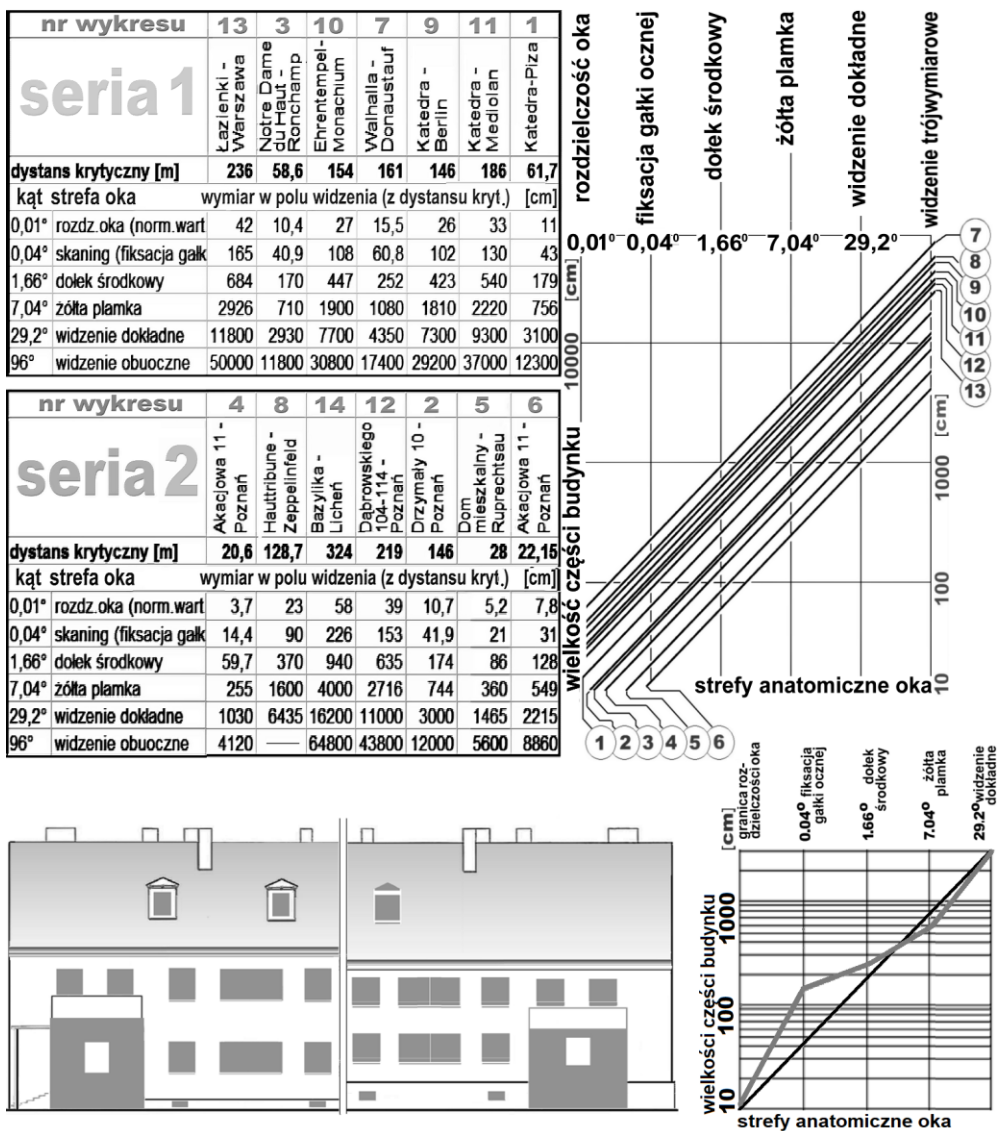 nr wykresu 13 3 10 7 9 11 1
seria 1
Łazienki -
Warszawa
Notre Dame
du Haut -
Ronchamp
Ehrentempel-
Monachium
Walhalla -
Donaustauf
Katedra -
Berlin
Katedra -
Mediolan
Katedra-Piza
dystans krytyczny [m] 236 58,6 154 161 146 186 61,7
kąt strefa oka wymiar w polu widzenia (z dystansu kryt.) [cm]
0,01° rozdz.oka (norm.wart 42 10,4 27 15,5 26 33 11
0,04° skaning (fiksacja gałk 165 40,9 108 60,8 102 130 43
1,66° dołek środkowy 684 170 447 252 423 540 179
7,04° żółta plamka 2926 710 1900 1080 1810 2220 756
29,2° widzenie dokładne 11800 2930 7700 4350 7300 9300 3100
96° widzenie obuoczne 50000 11800 30800 17400 29200 37000 12300
nr wykresu 4 8 14 12 2 5 6
seria 2
Akacjowa 11 -
Poznań
Hauttribune -
Zeppelinfeld
Bazylika -
Licheń
Dąbrowskiego
104-114 -
Poznań
Drzymały 10 -
Poznań
Dom
mieszkalny -
Ruprechtsau
Akacjowa 11 -
Poznań
dystans krytyczny [m] 20,6 128,7 324 219 146 28 22,15
kąt strefa oka wymiar w polu widzenia (z dystansu kryt.) [cm]
0,01° rozdz.oka (norm.wart 3,7 23 58 39 10,7 5,2 7,8
0,04° skaning (fiksacja gałk 14,4 90 226 153 41,9 21 31
1,66° dołek środkowy 59,7 370 940 635 174 86 128
7,04° żółta plamka 255 1600 4000 2716 744 360 549
29,2° widzenie dokładne 1030 6435 16200 11000 3000 1465 2215
96° widzenie obuoczne 4120 — 64800 43800 12000 5600 8860
rozdzielczość oka
fiksacja gałki ocznej
dołek środkowy
żółta plamka
widzenie dokładne
widzenie trójwymiarowe
0,01° 0,04° 1,66° 7,04° 29,2°
7
8
9
10
11
12
13
[cm]
10000
wielkość części budynku
[cm]
1000
100
10
strefy anatomiczne oka
1 2 3 4 5 6
[cm]
granica roz-
dzielczości oka
0.04° fiksacja
gałki ocznej
1.66° dołek
środkowy
7.04° żółta
plamka
29.2° widzenie
dokładne
wielkości części budynku
1000
100
10
strefy anatomiczne oka